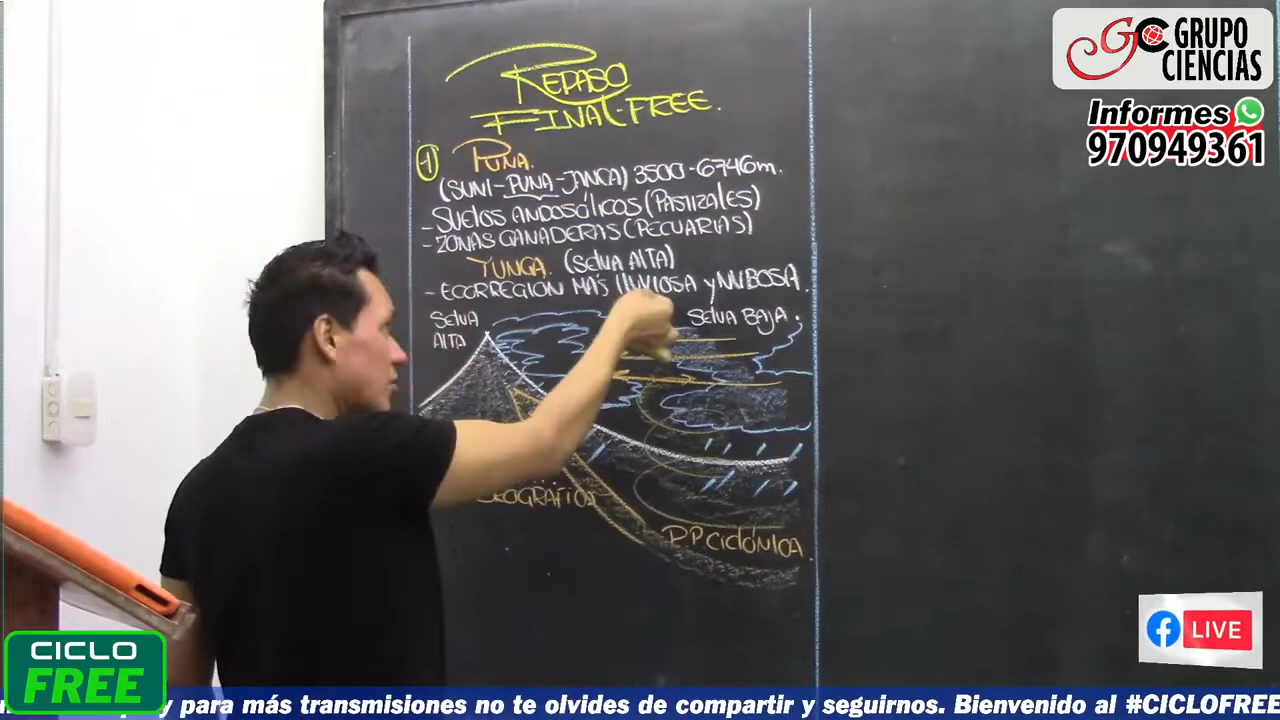 REPASO
FINAL-FREE.
1 PUNA.
(SUNI-PUNA-JANCA) 3500-6746m.
- SUELOS ANDOSÓLICOS (PASTIZALES)
- ZONAS GANADERAS (PECUARIAS)
YUNGA. (SELVA ALTA)
- ECORREGION MÁS LLUVIOSA y NUBOSA.
SELVA
ALTA
SELVA BAJA.
OROGRÁFICA
PP CICLÓNICA.
GC GRUPO
CIENCIAS
Informes
970949361
LIVE
CICLO
FREE
y para más transmisiones no te olvides de compartir y seguirnos. Bienvenido al #CICLOFREE